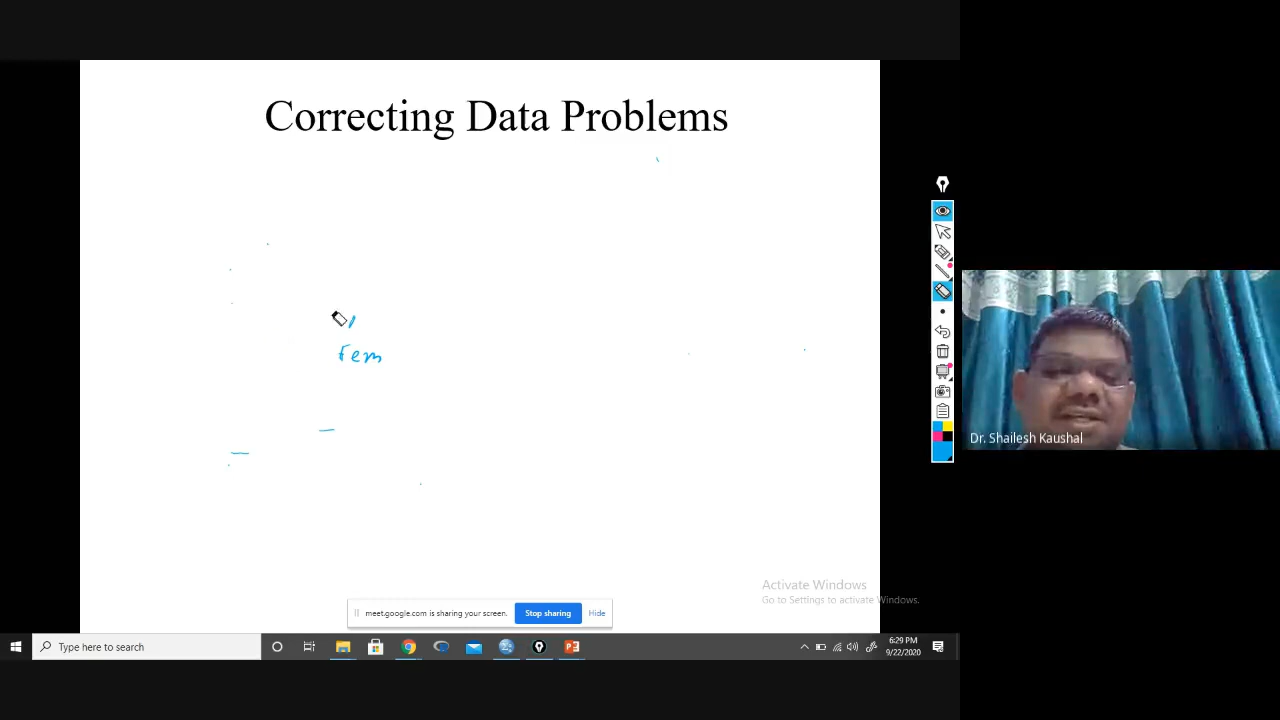 Correcting Data Problems
Fem
Dr. Shailesh Kaushal
Activate Windows
Go to Settings to activate Windows.
meet.google.com is sharing your screen. Stop sharing Hide
Type here to search
6:29 PM
9/22/2020